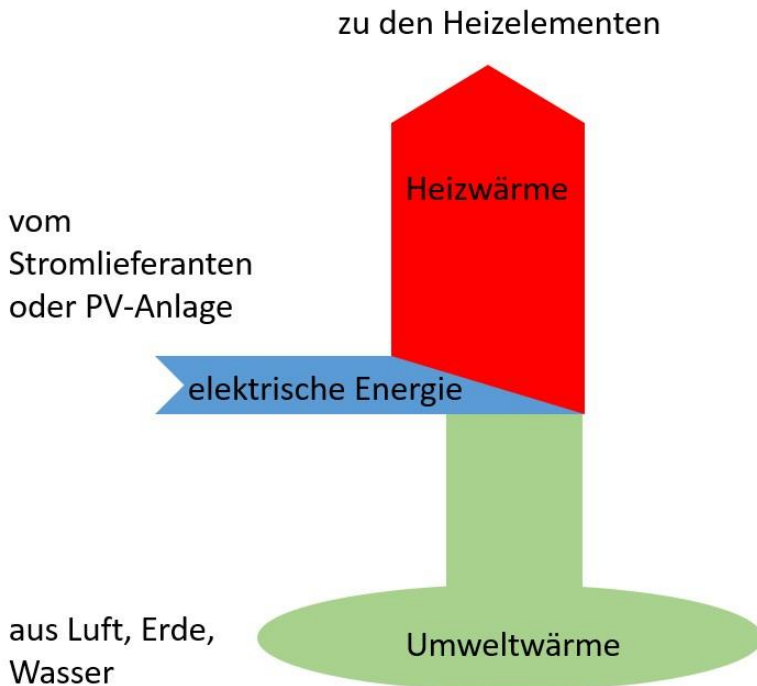 zu den Heizelementen
Heizwärme
vom
Stromlieferanten
oder PV-Anlage
elektrische Energie
aus Luft, Erde,
Wasser
Umweltwärme